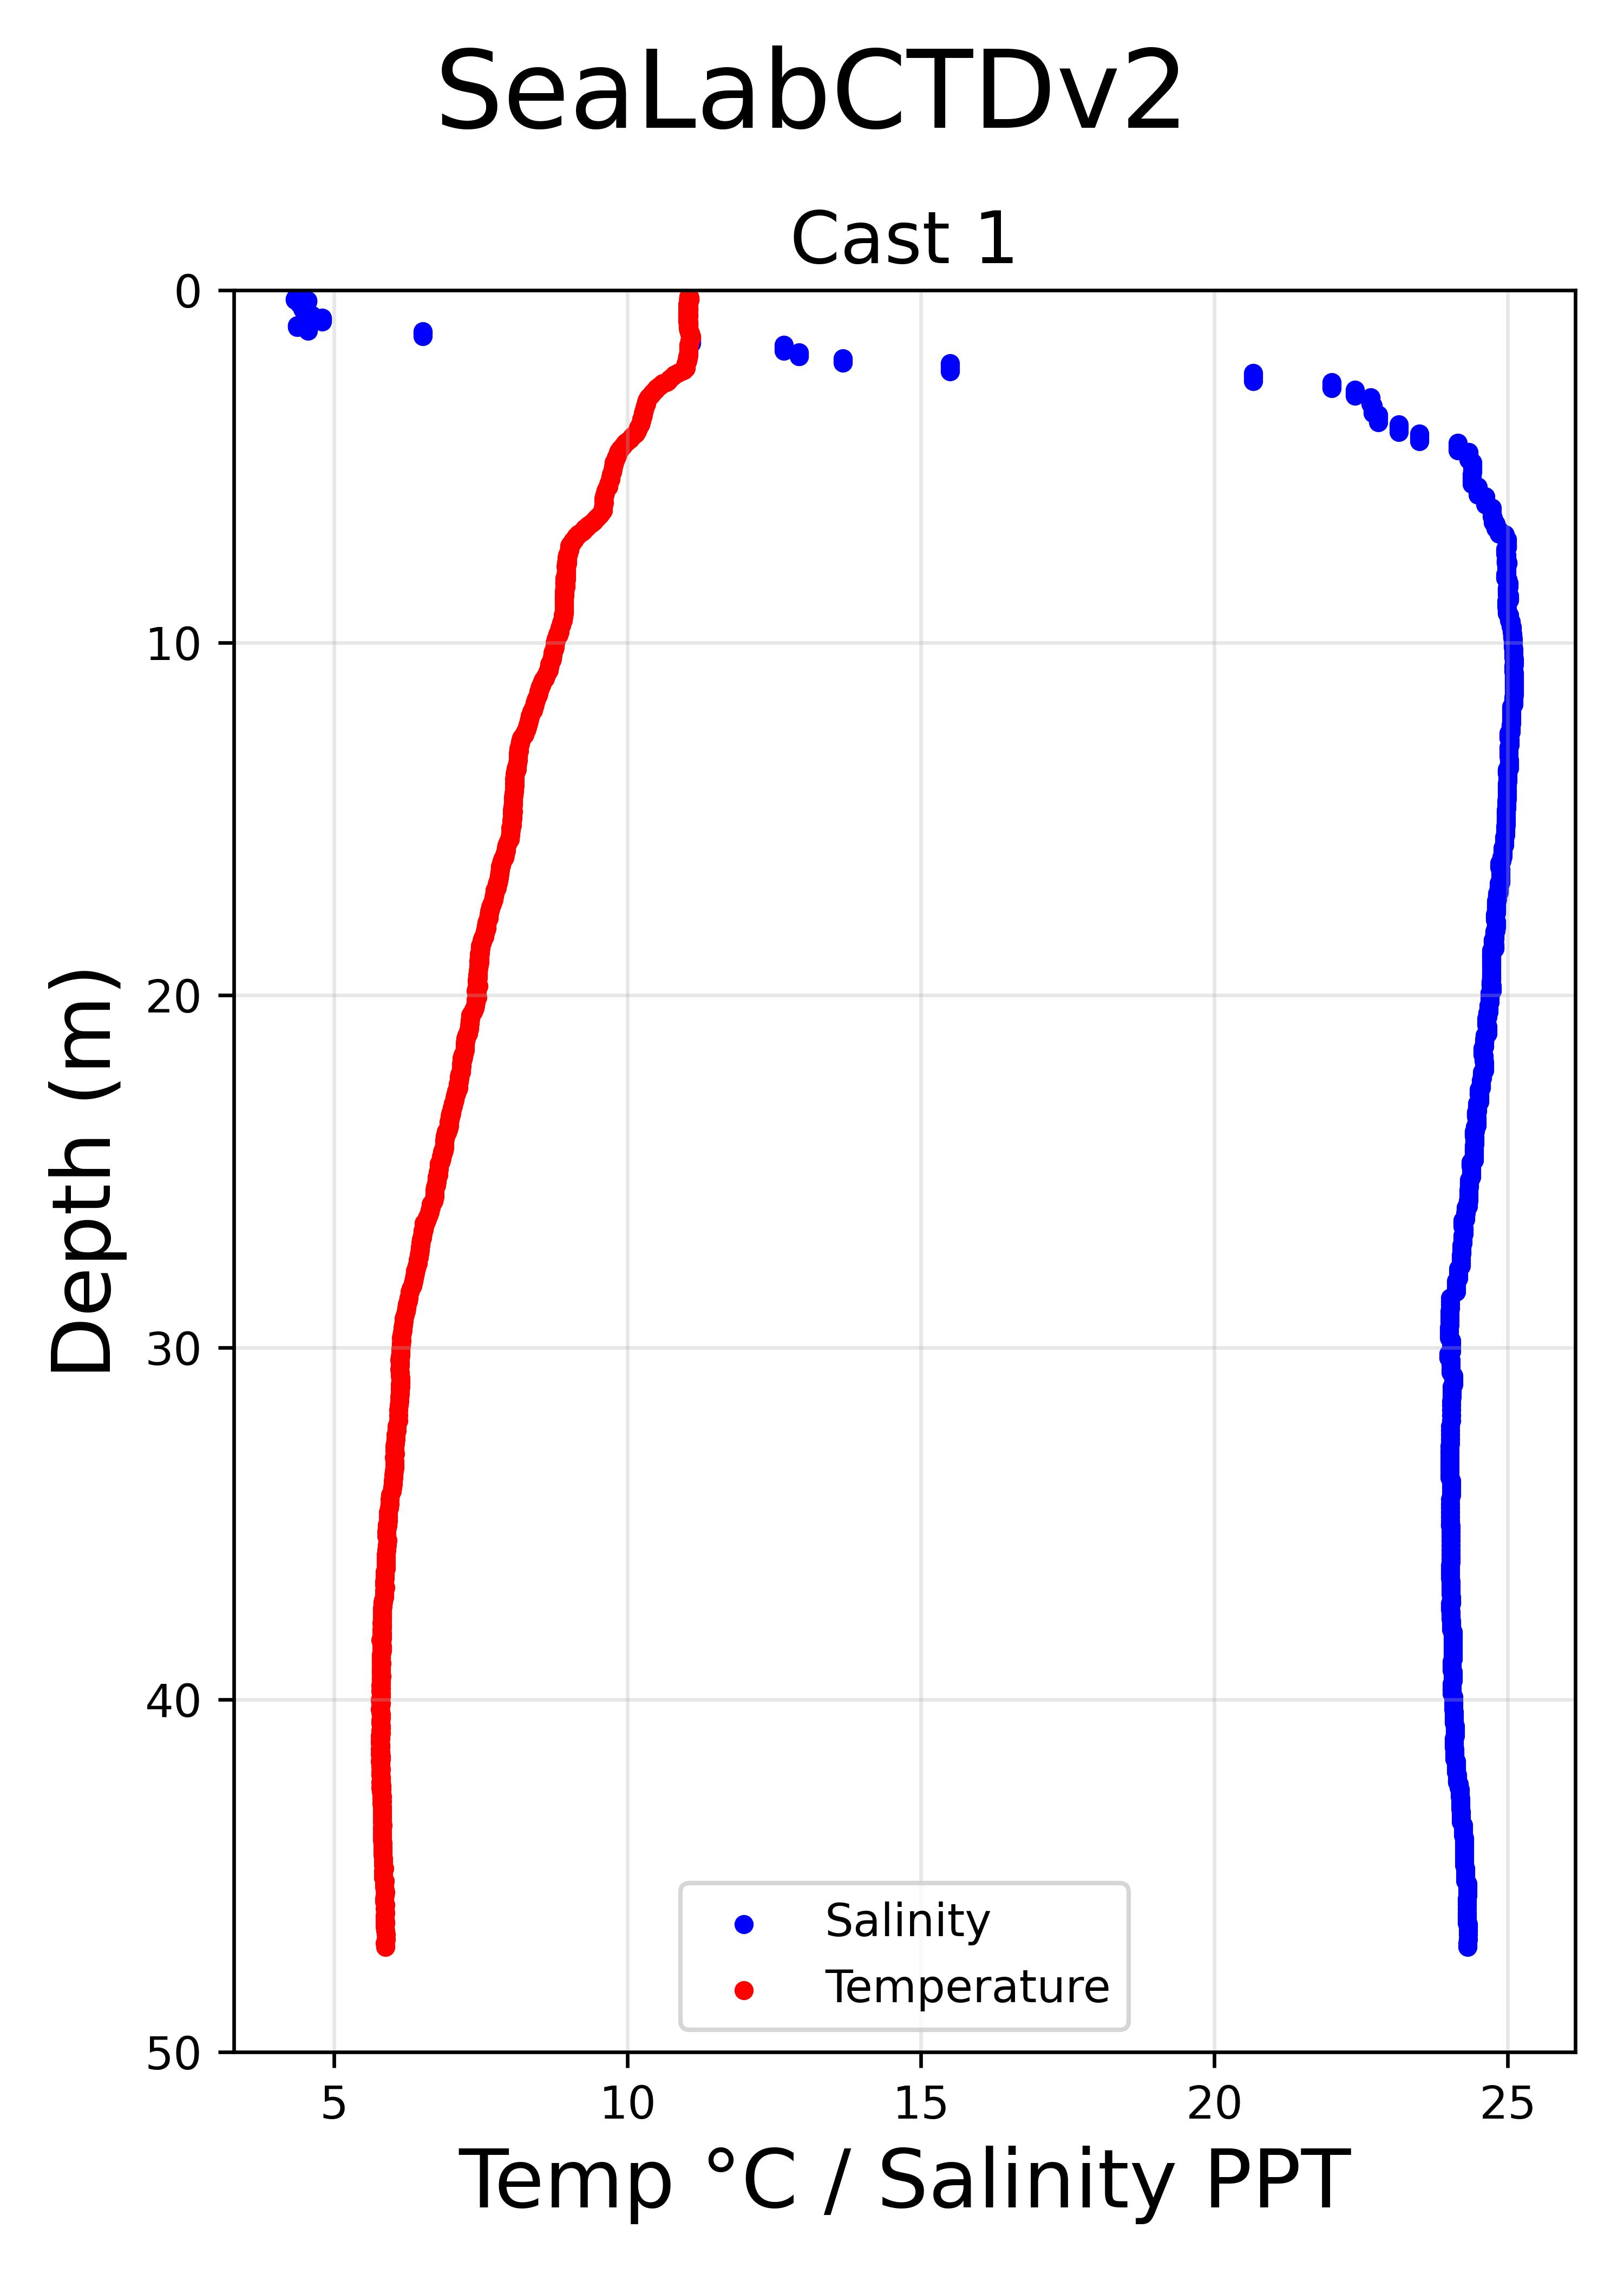 SeaLabCTDv2
Cast 1
0
10
20
30
40
50
Depth (m)
Salinity
Temperature
5 10 15 20 25
Temp °C / Salinity PPT